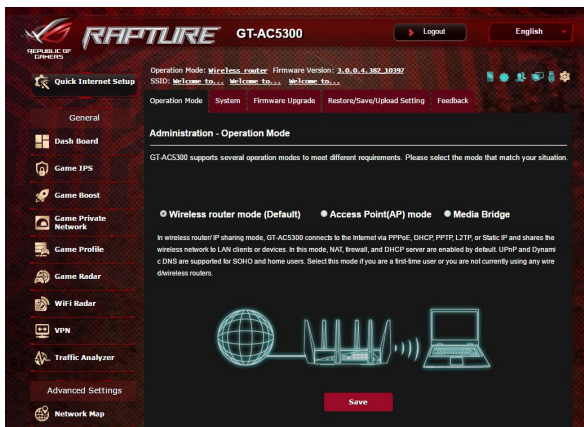 REPUBLIC OF
GAMERS
RAPTURE
GT-AC5300
Logout
English
Quick Internet Setup
Operation Mode: Wireless router Firmware Version: 3.0.0.4.382_10397
SSID: Welcome to... Welcome to... Welcome to...
Operation Mode System Firmware Upgrade Restore/Save/Upload Setting Feedback
General
Dash Board
Game IPS
Game Boost
Game Private
Network
Game Profile
Game Radar
WiFi Radar
VPN
Traffic Analyzer
Advanced Settings
Network Map
Administration - Operation Mode
GT-AC5300 supports several operation modes to meet different requirements. Please select the mode that match your situation.
Wireless router mode (Default) Access Point(AP) mode Media Bridge
In wireless router/ IP sharing mode, GT-AC5300 connects to the Internet via PPPoE, DHCP, PPTP, L2TP, or Static IP and shares the
wireless network to LAN clients or devices. In this mode, NAT, firewall, and DHCP server are enabled by default. UPnP and Dynami
c DNS are supported for SOHO and home users. Select this mode if you are a first-time user or you are not currently using any wire
d/wireless routers.
Save